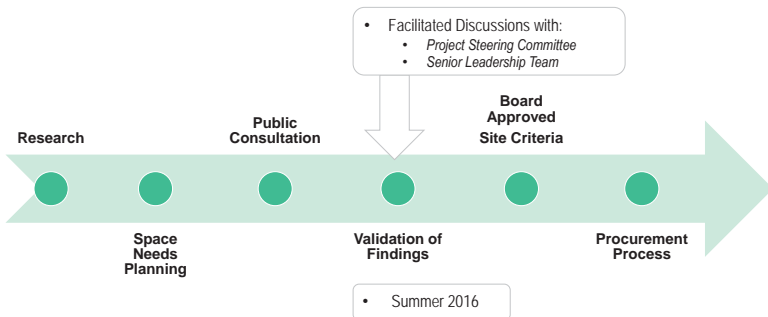 • Facilitated Discussions with:
• Project Steering Committee
• Senior Leadership Team
Research
Public
Consultation
Board
Approved
Site Criteria
Space
Needs
Planning
Validation of
Findings
Procurement
Process
• Summer 2016